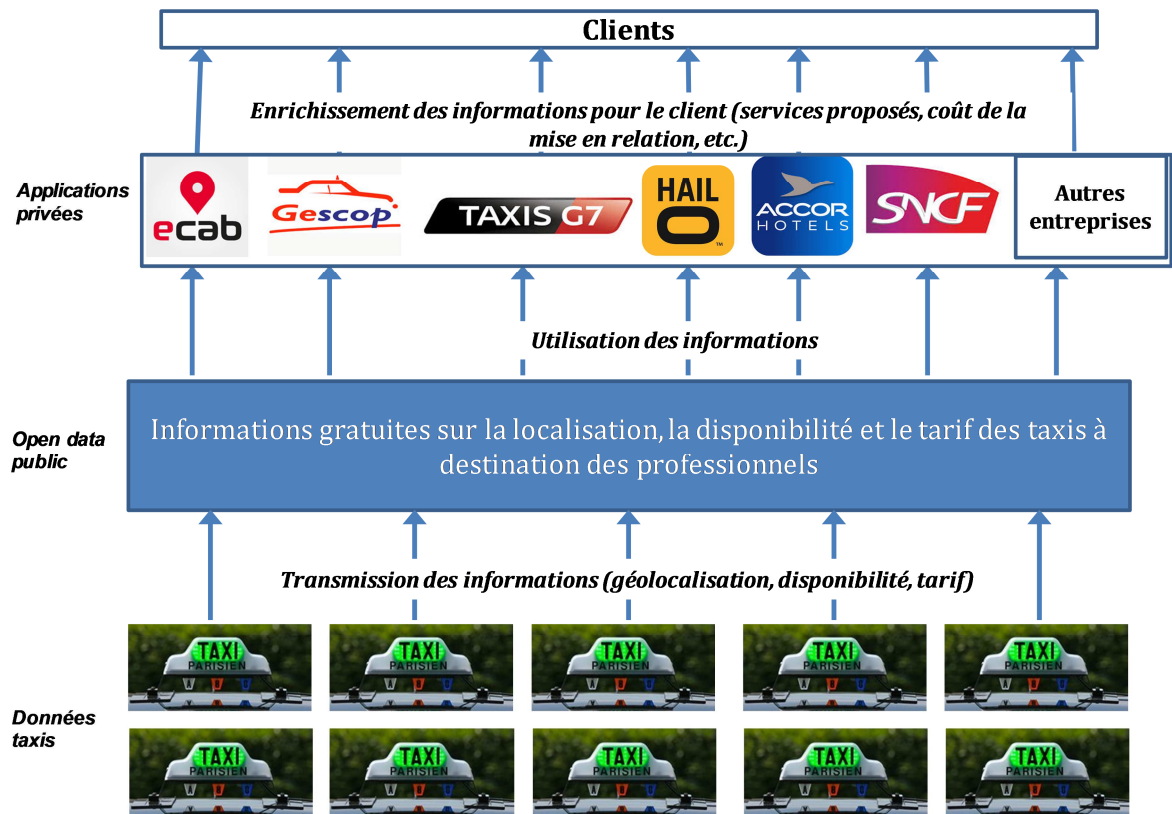 Clients
Enrichissement des informations pour le client (services proposés, coût de la
mise en relation, etc.)
Applications
privées
ecab
Gescop
TAXIS G7
HAIL
O
™
ACCOR
HOTELS
SNCF
Autres
entreprises
Utilisation des informations
Open data
public
Informations gratuites sur la localisation, la disponibilité et le tarif des taxis à
destination des professionnels
Transmission des informations (géolocalisation, disponibilité, tarif)
Données
taxis
TAXI
PARISIEN
A
B
C
TAXI
PARISIEN
A
B
C
TAXI
PARISIEN
A
B
C
TAXI
PARISIEN
A
B
C
TAXI
PARISIEN
A
B
C
TAXI
PARISIEN
TAXI
PARISIEN
TAXI
PARISIEN
TAXI
PARISIEN
TAXI
PARISIEN